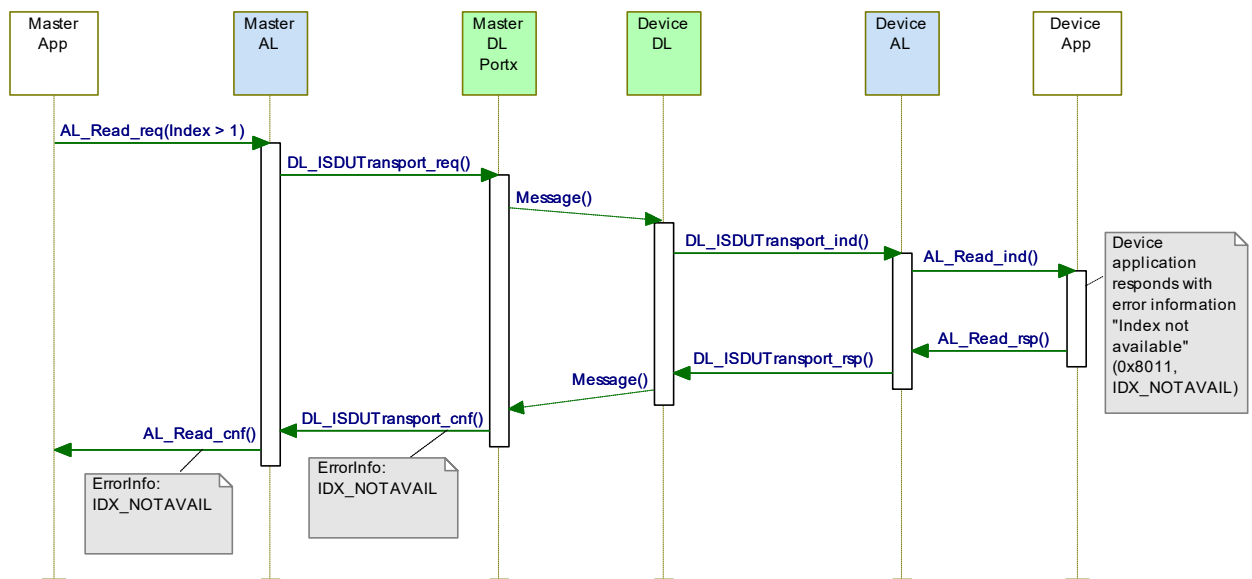 Master
App
Master
AL
Master
DL
Portx
Device
DL
Device
AL
Device
App
AL_Read_req(Index > 1)
DL_ISDUTransport_req()
Message()
DL_ISDUTransport_ind()
AL_Read_ind()
Device
application
responds with
error information
"Index not
available"
(0x8011,
IDX_NOTAVAIL)
AL_Read_rsp()
DL_ISDUTransport_rsp()
Message()
DL_ISDUTransport_cnf()
AL_Read_cnf()
ErrorInfo:
IDX_NOTAVAIL
ErrorInfo:
IDX_NOTAVAIL